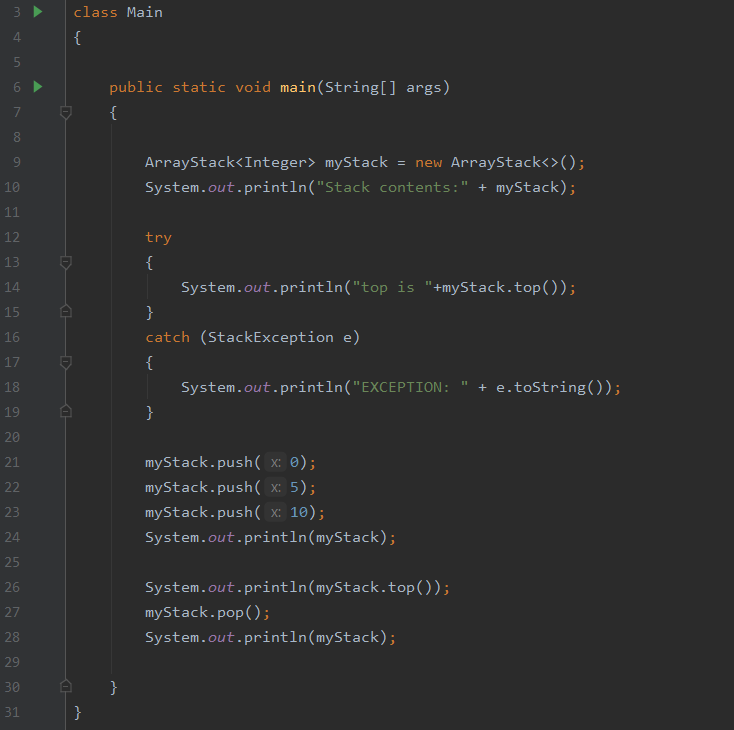 3 class Main
4 {
5
6 public static void main(String[] args)
7 {
8
9 ArrayStack<Integer> myStack = new ArrayStack<>();
10 System.out.println("Stack contents:" + myStack);
11
12 try
13 {
14 System.out.println("top is "+myStack.top());
15 }
16 catch (StackException e)
17 {
18 System.out.println("EXCEPTION: " + e.toString());
19 }
20
21 myStack.push( x: 0);
22 myStack.push( x: 5);
23 myStack.push( x: 10);
24 System.out.println(myStack);
25
26 System.out.println(myStack.top());
27 myStack.pop();
28 System.out.println(myStack);
29
30 }
31 }